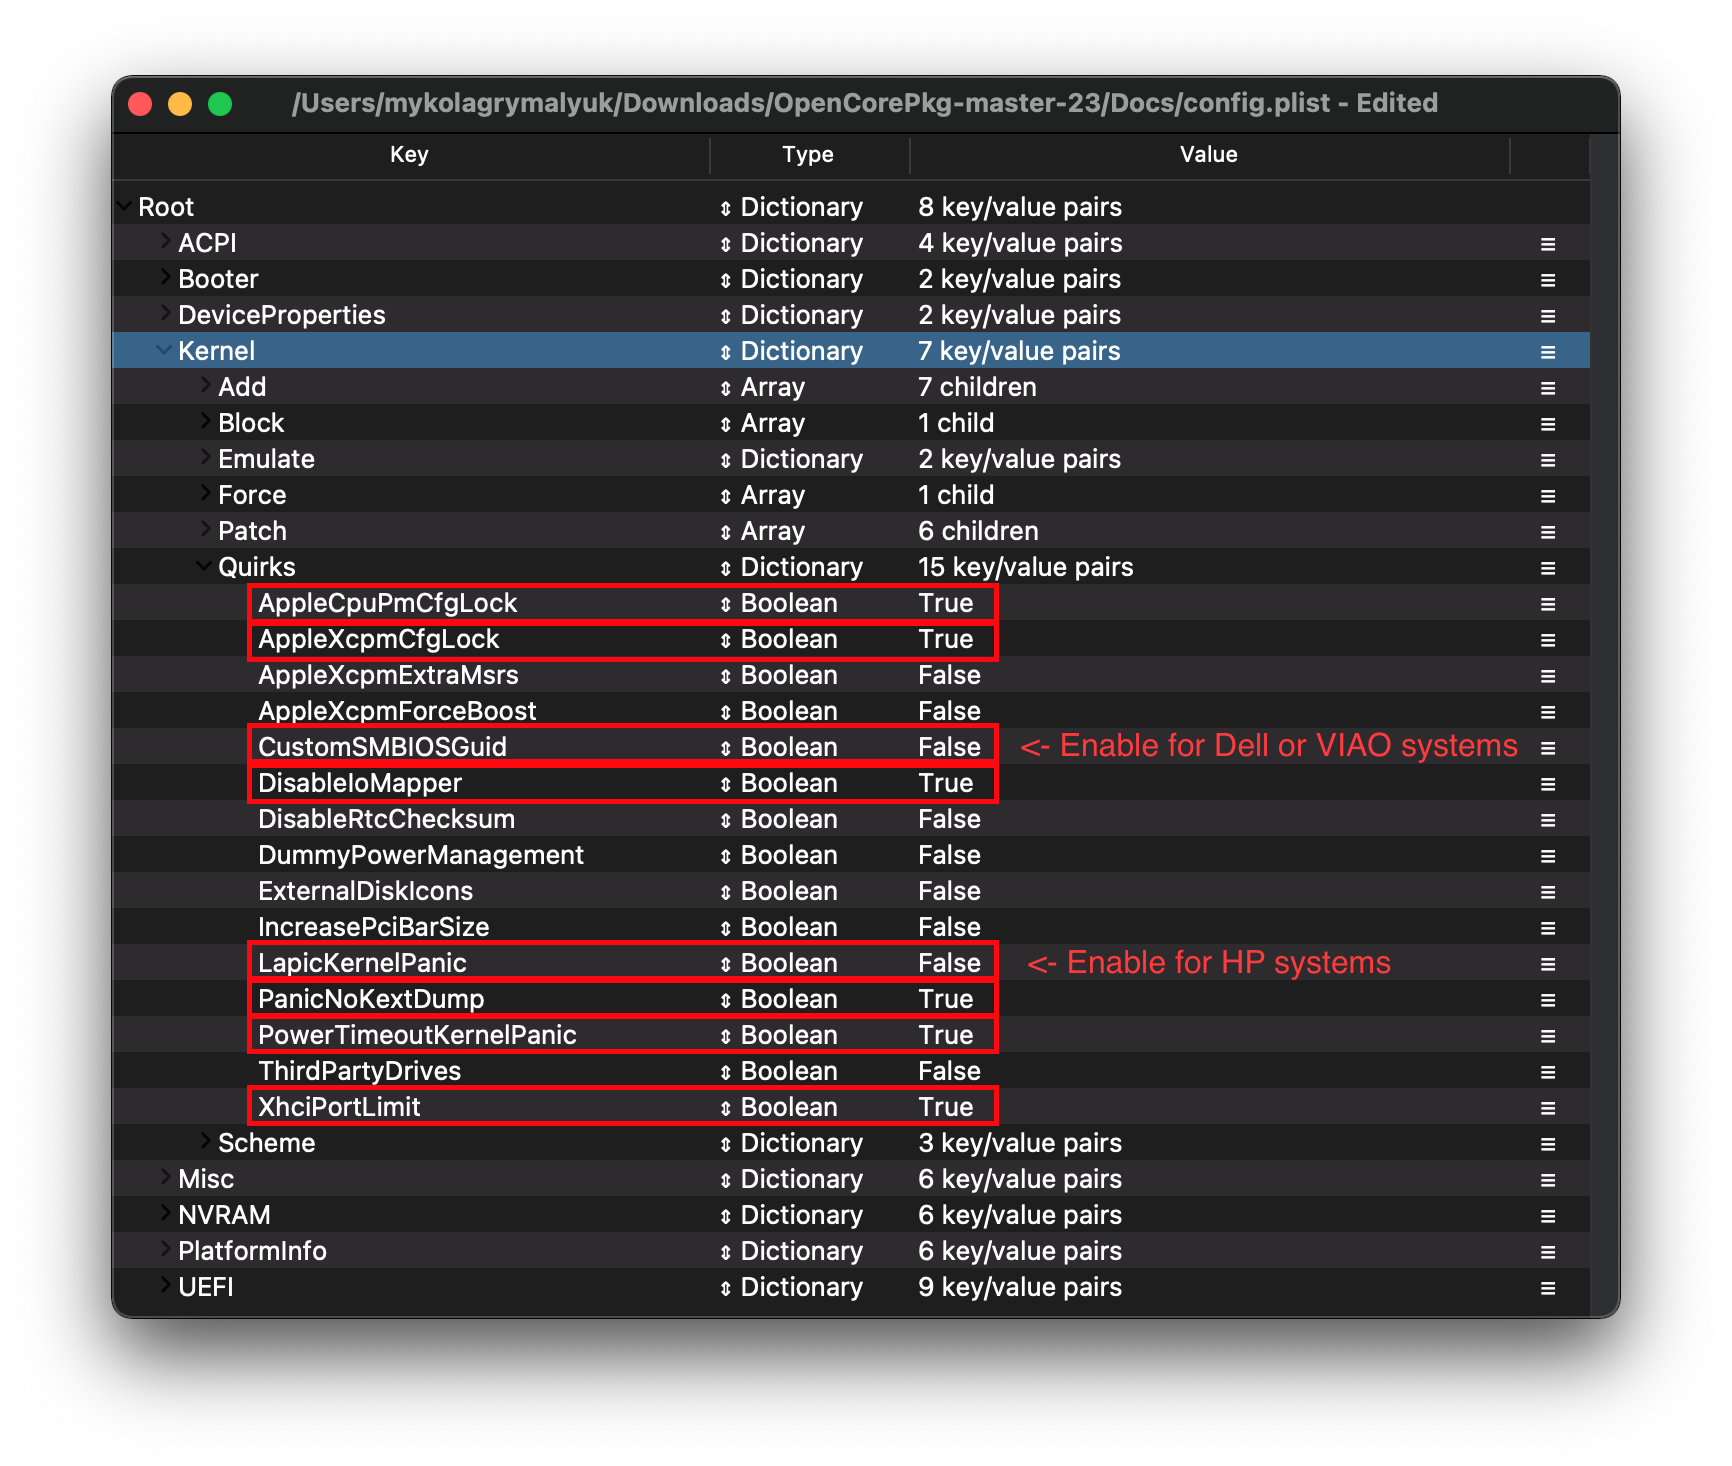 /Users/mykolagrymalyuk/Downloads/OpenCorePkg-master-23/Docs/config.plist - Edited
Key Type Value
Root Dictionary 8 key/value pairs
ACPI Dictionary 4 key/value pairs
Booter Dictionary 2 key/value pairs
DeviceProperties Dictionary 2 key/value pairs
Kernel Dictionary 7 key/value pairs
Add Array 7 children
Block Array 1 child
Emulate Dictionary 2 key/value pairs
Force Array 1 child
Patch Array 6 children
Quirks Dictionary 15 key/value pairs
AppleCpuPmCfgLock Boolean True
AppleXcpmCfgLock Boolean True
AppleXcpmExtraMsrs Boolean False
AppleXcpmForceBoost Boolean False
CustomSMBIOSGuid Boolean False <- Enable for Dell or VIAO systems
DisableIoMapper Boolean True
DisableRtcChecksum Boolean False
DummyPowerManagement Boolean False
ExternalDiskIcons Boolean False
IncreasePciBarSize Boolean False
LapicKernelPanic Boolean False <- Enable for HP systems
PanicNoKextDump Boolean True
PowerTimeoutKernelPanic Boolean True
ThirdPartyDrives Boolean False
XhciPortLimit Boolean True
Scheme Dictionary 3 key/value pairs
Misc Dictionary 6 key/value pairs
NVRAM Dictionary 6 key/value pairs
PlatformInfo Dictionary 6 key/value pairs
UEFI Dictionary 9 key/value pairs